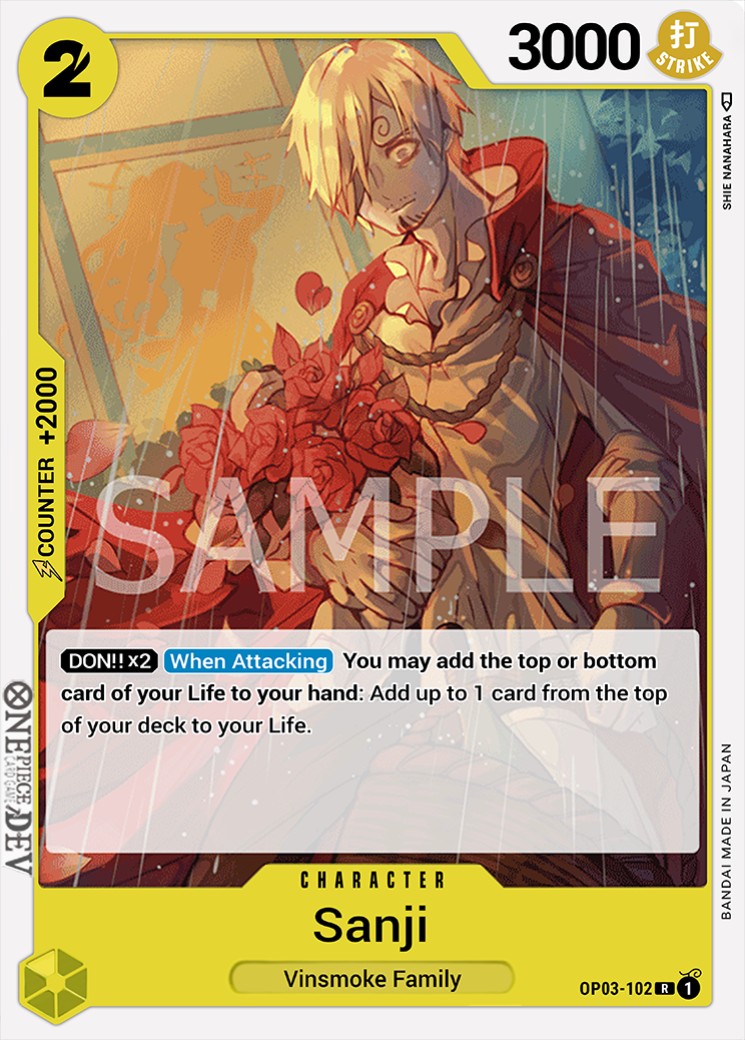 2
3000
打
STRIKE
SHIE NANAHARA
COUNTER +2000
SAMPLE
DON!! x2 When Attacking You may add the top or bottom
card of your Life to your hand: Add up to 1 card from the top
of your deck to your Life.
ONE PIECE
CARD GAME
DEV
BANDAI MADE IN JAPAN
CHARACTER
Sanji
Vinsmoke Family
OP03-102 R 1